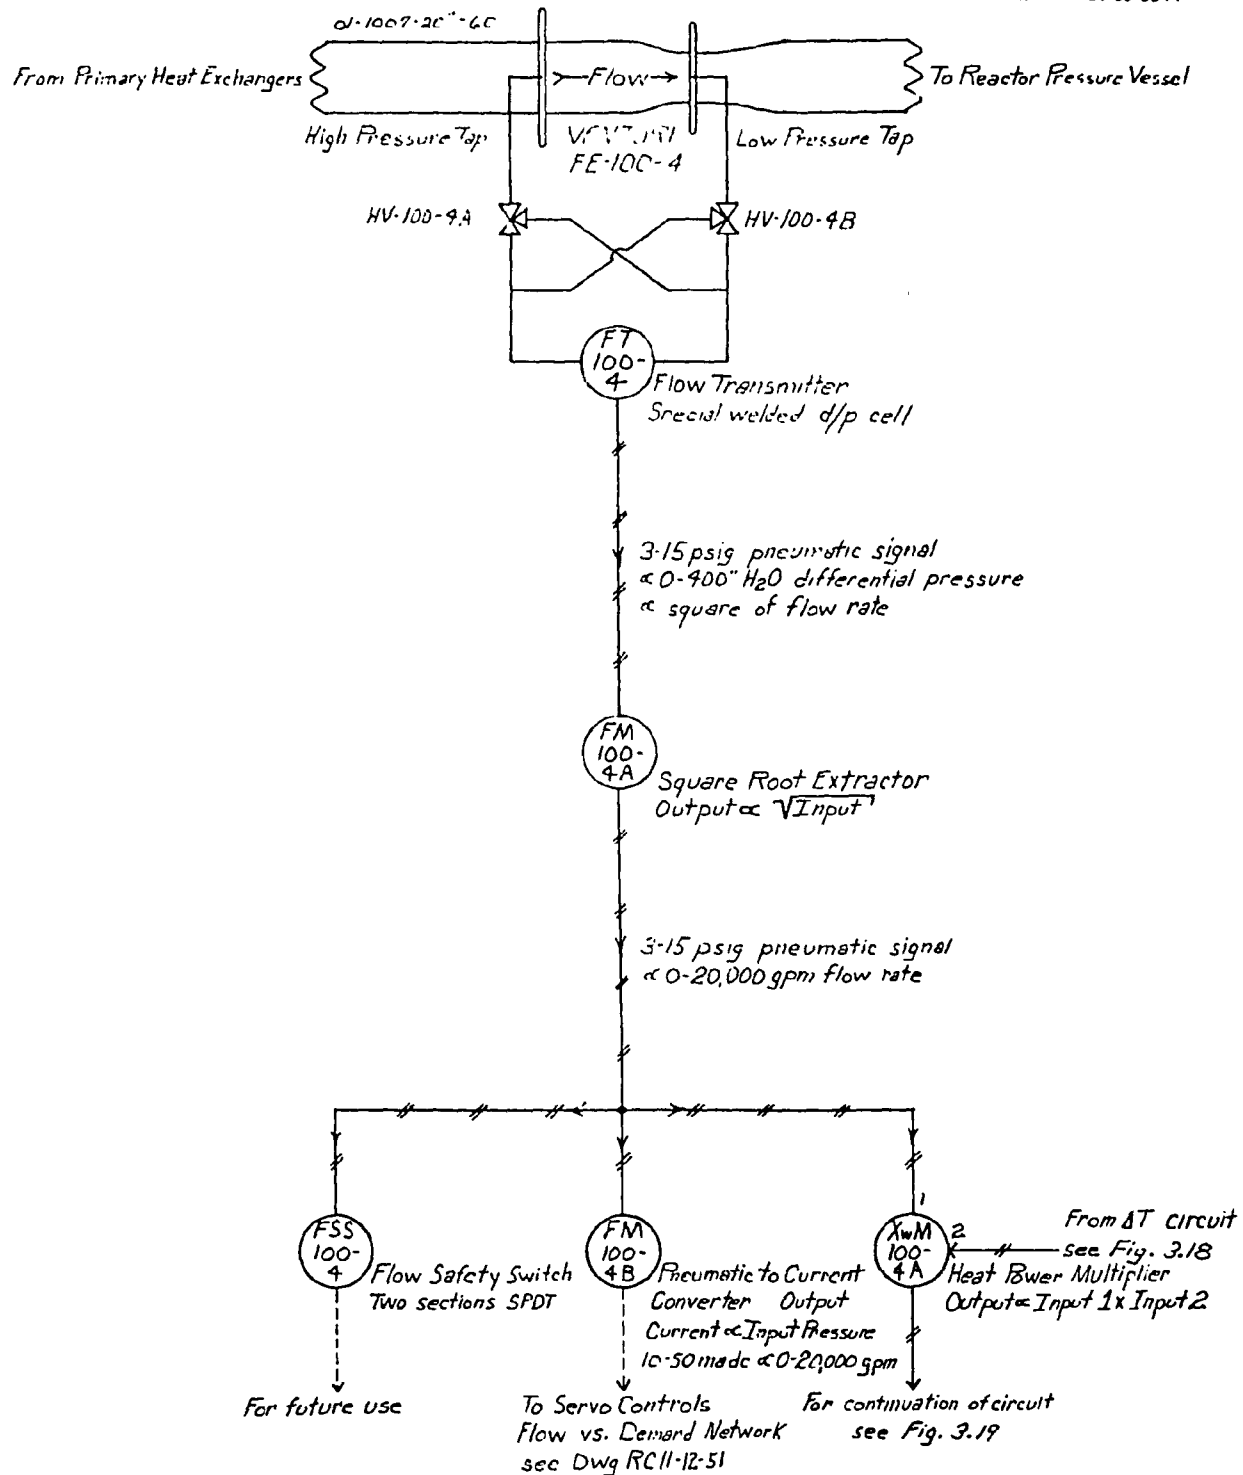 01-1007-20"-6C
From Primary Heat Exchangers
Flow
To Reactor Pressure Vessel
High Pressure Tap
VENTURI
FE-100-4
Low Pressure Tap
HV-100-4A
HV-100-4B
FT
100-
4
Flow Transmitter
Special welded d/p cell
3-15 psig pneumatic signal
∝ 0-400" H₂O differential pressure
∝ square of flow rate
FM
100-
4A
Square Root Extractor
Output ∝ √Input
3-15 psig pneumatic signal
∝ 0-20,000 gpm flow rate
FSS
100-
4
Flow Safety Switch
Two sections SPDT
For future use
FM
100-
4B
Pneumatic to Current
Converter Output
Current ∝ Input Pressure
10-50 madc ∝ 0-20,000 gpm
To Servo Controls
Flow vs. Demand Network
see Dwg RC11-12-51
1
2
XwM
100-
4A
From ΔT circuit
see Fig. 3.18
Heat Power Multiplier
Output ∝ Input 1 x Input 2
For continuation of circuit
see Fig. 3.19